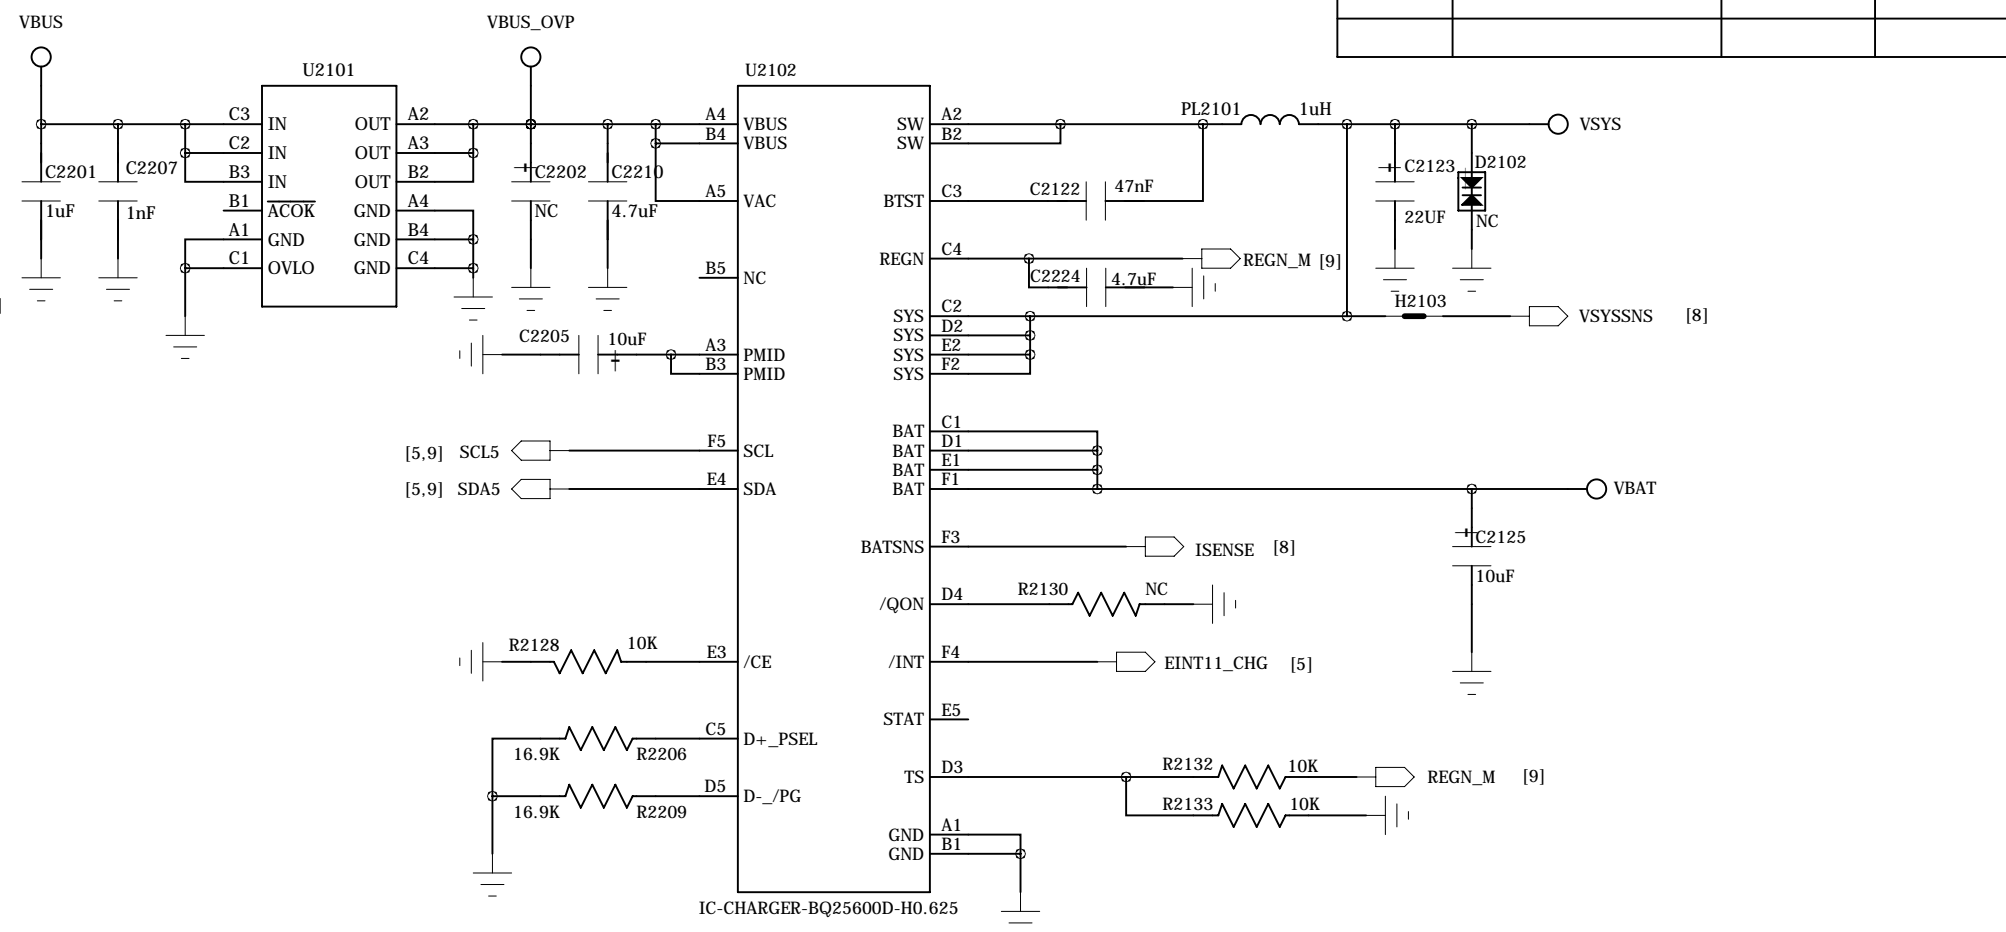 VBUS
VBUS_OVP
U2101
U2102
C3 IN OUT A2
C2 IN OUT A3
B3 IN OUT B2
B1 ACOK GND A4
A1 GND GND B4
C1 OVLO GND C4
C2201
1uF
C2207
1nF
C2202
NC
C2210
4.7uF
A4 VBUS
B4 VBUS
A5 VAC
B5 NC
C2205 10uF
A3 PMID
B3 PMID
[5,9] SCL5 F5 SCL
[5,9] SDA5 E4 SDA
R2128 10K E3 /CE
16.9K R2206 C5 D+_PSEL
16.9K R2209 D5 D-_/PG
SW A2
SW B2
PL2101 1uH
VSYS
BTST C3 C2122 47nF
C2123
22UF
D2102
NC
REGN C4 REGN_M [9]
C2224 4.7uF
SYS C2
SYS D2
SYS E2
SYS F2
H2103
VSYSSNS [8]
BAT C1
BAT D1
BAT E1
BAT F1
VBAT
C2125
10uF
BATSNS F3 ISENSE [8]
/QON D4 R2130 NC
/INT F4 EINT11_CHG [5]
STAT E5
TS D3 R2132 10K REGN_M [9]
R2133 10K
GND A1
GND B1
IC-CHARGER-BQ25600D-H0.625